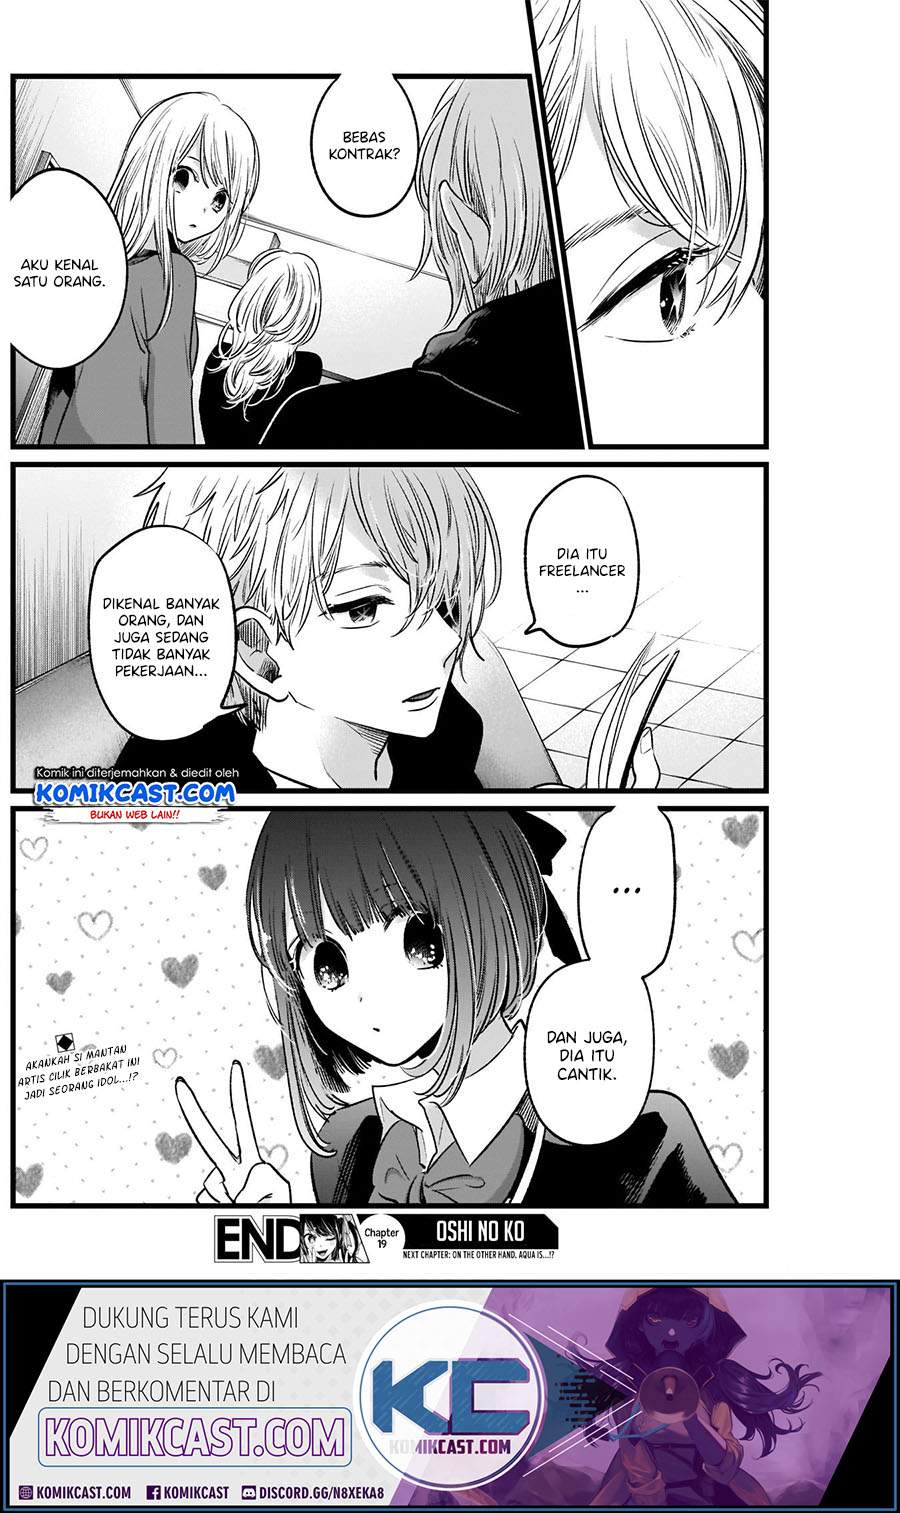 BEBAS
KONTRAK?
AKU KENAL
SATU ORANG.
DIA ITU
FREELANCER
...
DIKENAL BANYAK
ORANG, DAN
JUGA SEDANG
TIDAK BANYAK
PEKERJAAN...
Komik ini diterjemahkan & diedit oleh
KOMIKCAST.COM
BUKAN WEB LAIN!!
...
DAN JUGA,
DIA ITU
CANTIK.
AKANKAH SI MANTAN
ARTIS CILIK BERBAKAT INI
JADI SEORANG IDOL...!?
END
Chapter
19
OSHI NO KO
NEXT CHAPTER: ON THE OTHER HAND. AQUA IS...!?
DUKUNG TERUS KAMI
DENGAN SELALU MEMBACA
DAN BERKOMENTAR DI
KOMIKCAST.COM
KC
KOMIKCAST.COM
KOMIKCAST.COM
KOMIKCAST
DISCORD.GG/N8XEKA8